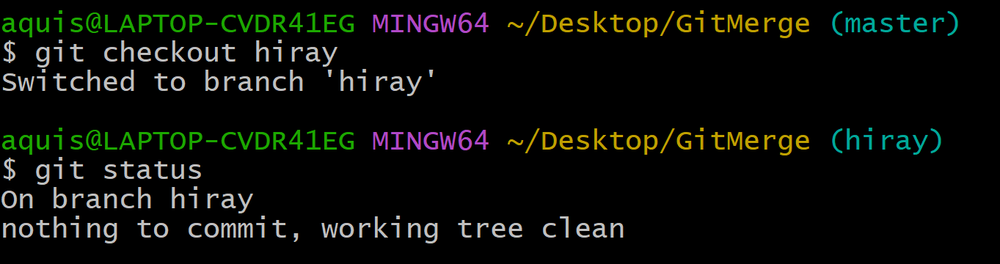 aquis@LAPTOP-CVDR41EG MINGW64 ~/Desktop/GitMerge (master)
$ git checkout hiray
Switched to branch 'hiray'
aquis@LAPTOP-CVDR41EG MINGW64 ~/Desktop/GitMerge (hiray)
$ git status
On branch hiray
nothing to commit, working tree clean